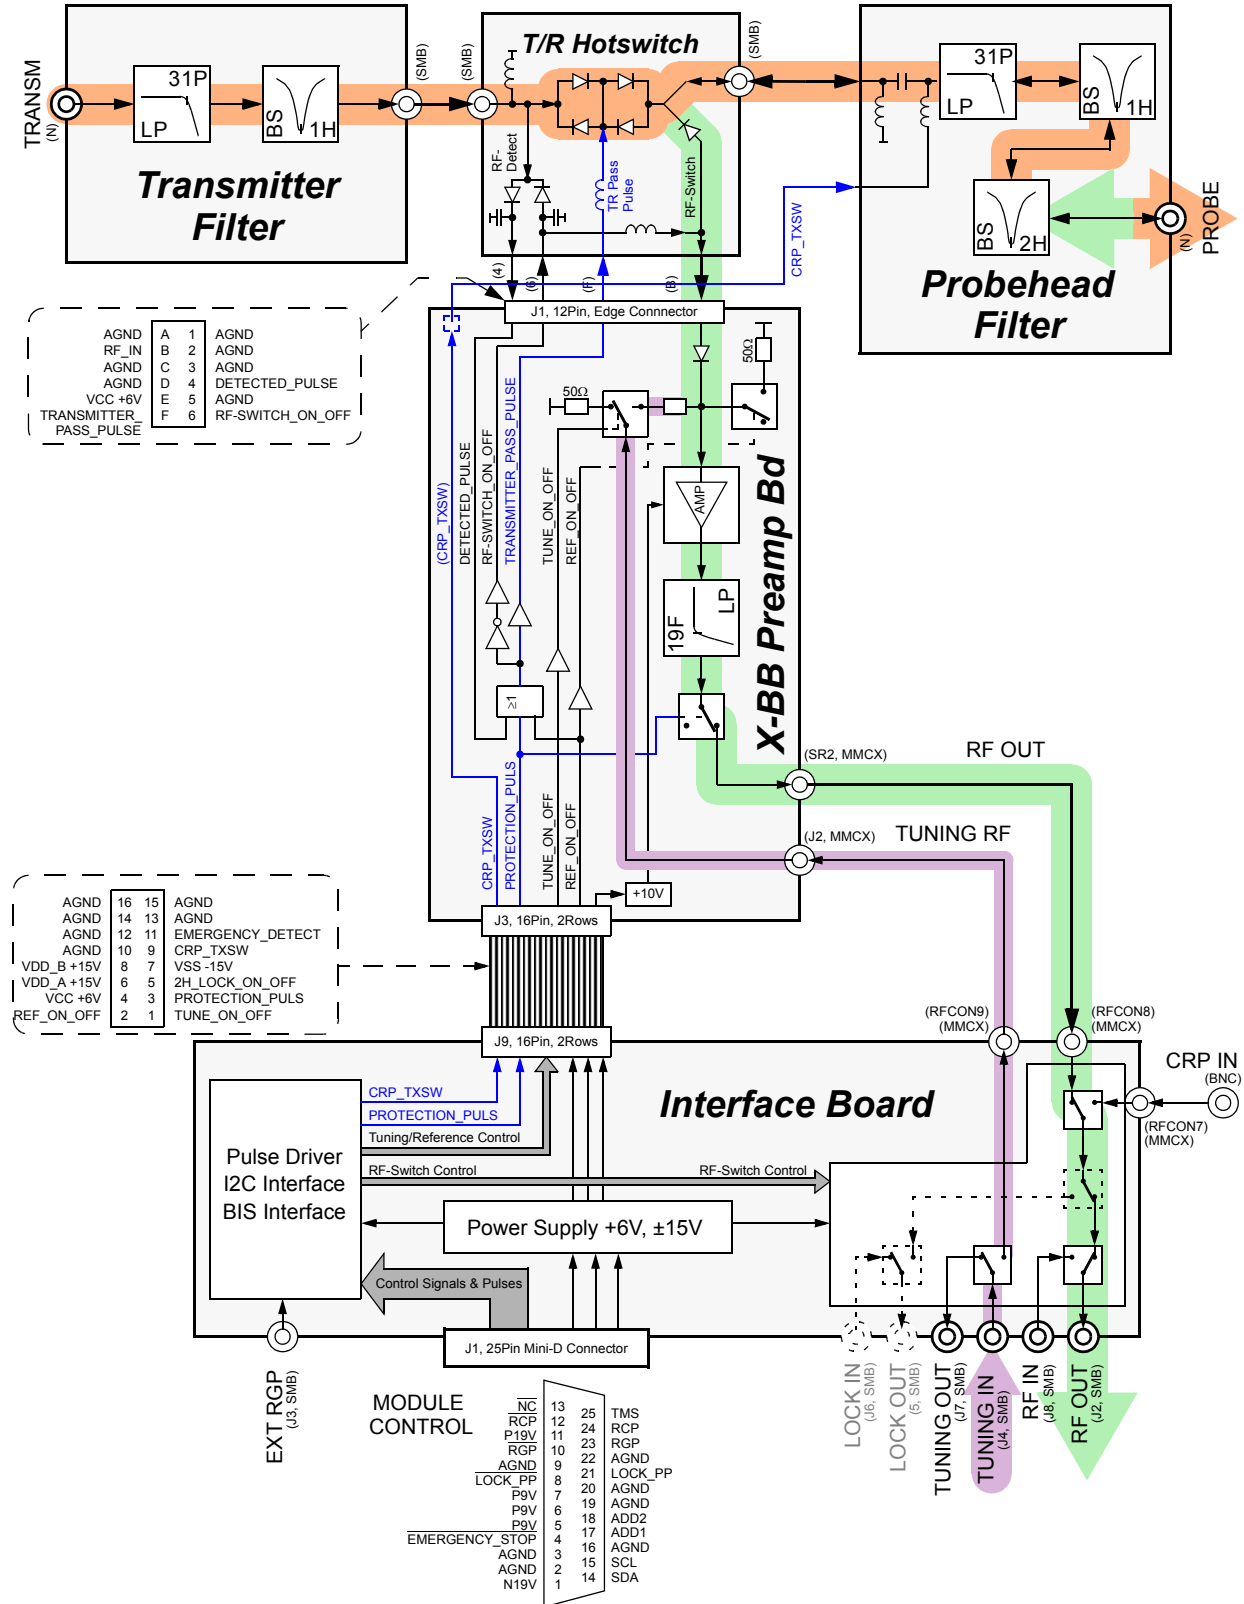 TRANSM
(N)
31P
LP
BS
1H
Transmitter
Filter
(SMB)
(SMB)
T/R Hotswitch
RF-
Detect
TR Pass
Pulse
RF-Switch
(SMB)
(4)
(6)
(F)
(B)
CRP_TXSW
31P
LP
BS
1H
BS
2H
(N)
PROBE
Probehead
Filter
AGND A 1 AGND
RF_IN B 2 AGND
AGND C 3 AGND
AGND D 4 DETECTED_PULSE
VCC +6V E 5 AGND
TRANSMITTER_ F 6 RF-SWITCH_ON_OFF
PASS_PULSE
J1, 12Pin, Edge Connnector
50Ω
50Ω
(CRP_TXSW)
DETECTED_PULSE
RF-SWITCH_ON_OFF
TRANSMITTER_PASS_PULSE
TUNE_ON_OFF
REF_ON_OFF
AMP
19F
LP
≥1
X-BB Preamp Bd
CRP_TXSW
PROTECTION_PULS
TUNE_ON_OFF
REF_ON_OFF
+10V
(SR2, MMCX)
RF OUT
(J2, MMCX)
TUNING RF
J3, 16Pin, 2Rows
AGND 16 15 AGND
AGND 14 13 AGND
AGND 12 11 EMERGENCY_DETECT
AGND 10 9 CRP_TXSW
VDD_B +15V 8 7 VSS -15V
VDD_A +15V 6 5 2H_LOCK_ON_OFF
VCC +6V 4 3 PROTECTION_PULS
REF_ON_OFF 2 1 TUNE_ON_OFF
J9, 16Pin, 2Rows
(RFCON9)
(MMCX)
(RFCON8)
(MMCX)
CRP IN
(BNC)
(RFCON7)
(MMCX)
Interface Board
CRP_TXSW
PROTECTION_PULS
Tuning/Reference Control
RF-Switch Control
RF-Switch Control
Pulse Driver
I2C Interface
BIS Interface
Power Supply +6V, ±15V
Control Signals & Pulses
J1, 25Pin Mini-D Connector
EXT RGP
(J3, SMB)
LOCK IN
(J6, SMB)
LOCK OUT
(5, SMB)
TUNING OUT
(J7, SMB)
TUNING IN
(J4, SMB)
RF IN
(J8, SMB)
RF OUT
(J2, SMB)
MODULE
CONTROL
NC 13
25 TMS
RCP 12
24 RCP
P19V 11
23 RGP
RGP 10
22 AGND
AGND 9
21 LOCK_PP
LOCK_PP 8
20 AGND
P9V 7
19 AGND
P9V 6
18 ADD2
P9V 5
17 ADD1
EMERGENCY_STOP 4
16 AGND
AGND 3
15 SCL
AGND 2
14 SDA
N19V 1